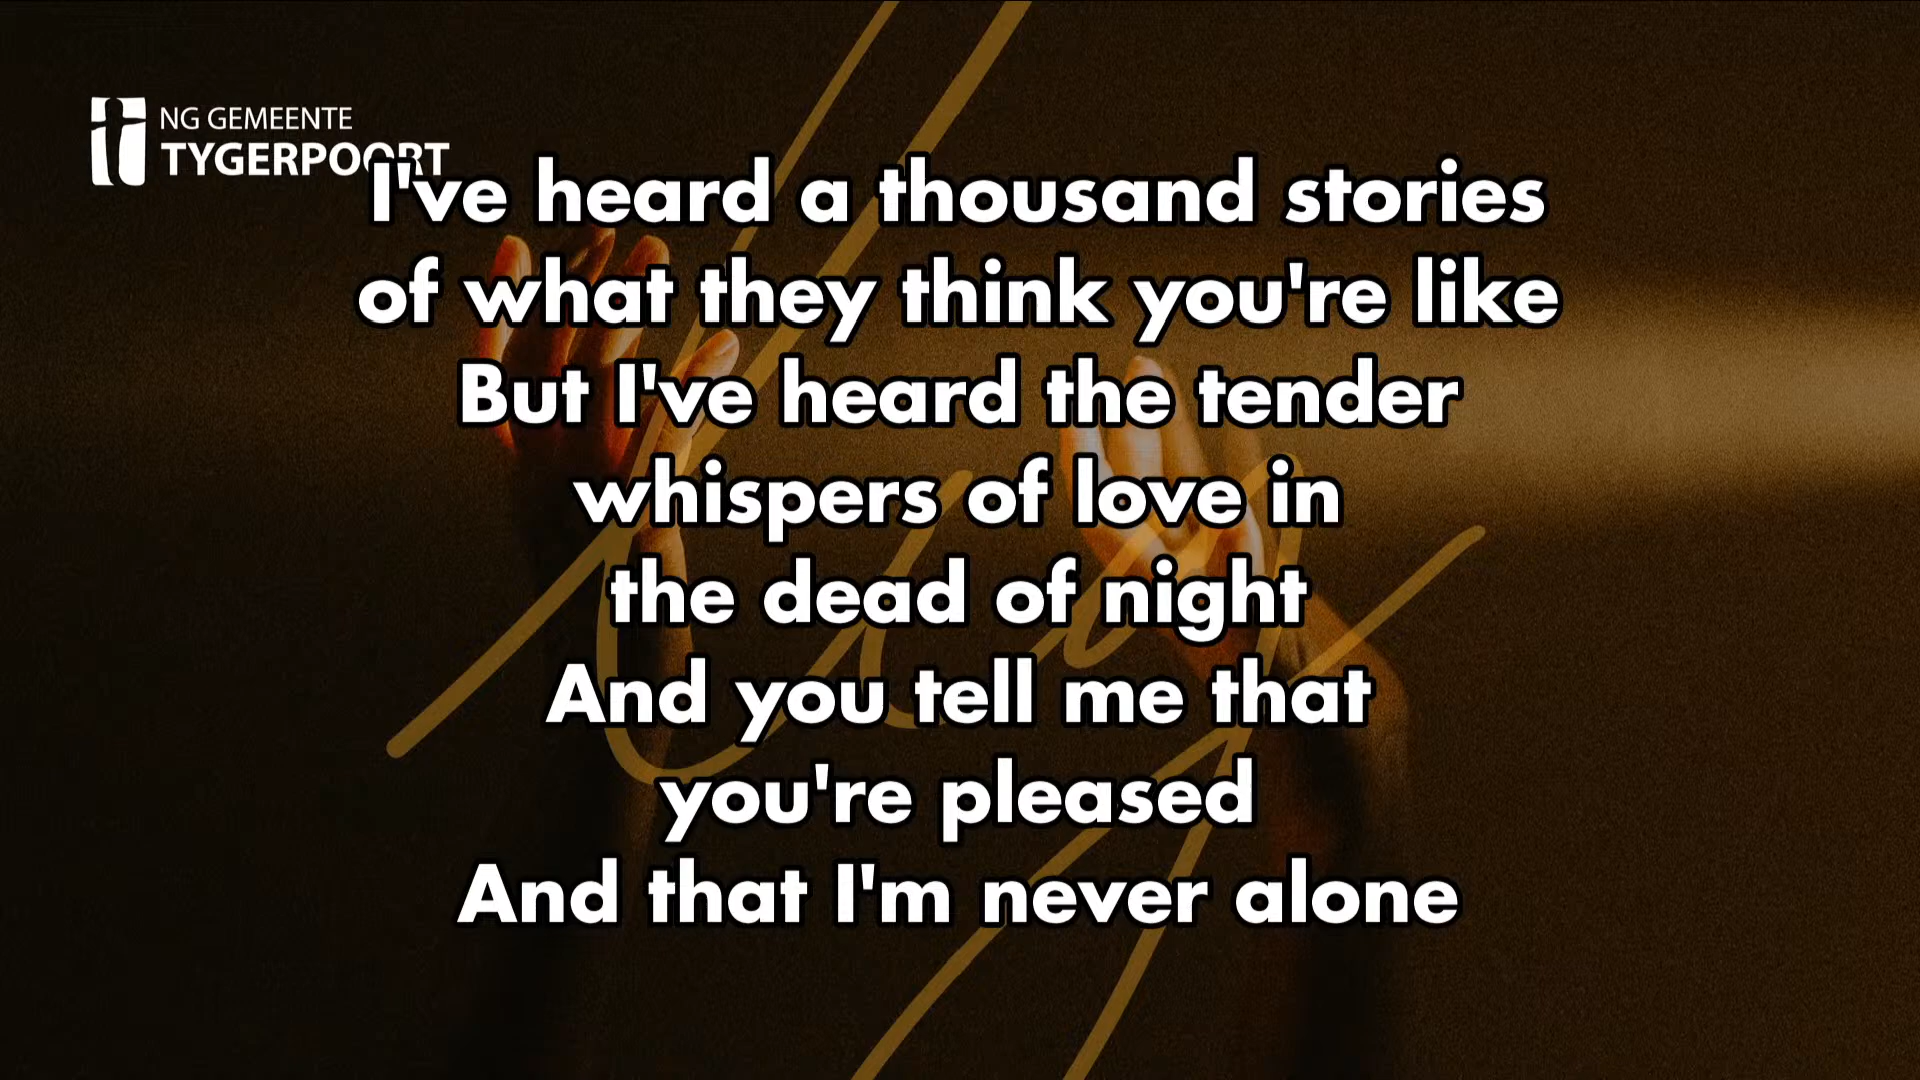 NG GEMEENTE
TYGERPOORT
I've heard a thousand stories
of what they think you're like
But I've heard the tender
whispers of love in
the dead of night
And you tell me that
you're pleased
And that I'm never alone